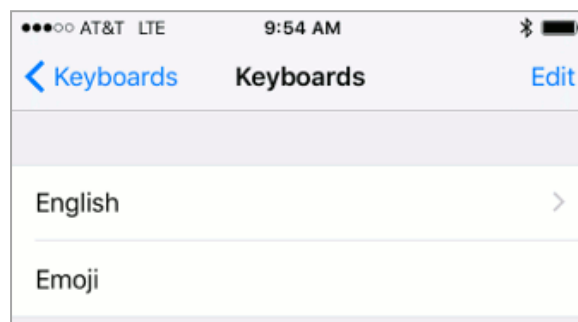 ●●●○○ AT&T LTE 9:54 AM
Keyboards Keyboards Edit
English
Emoji